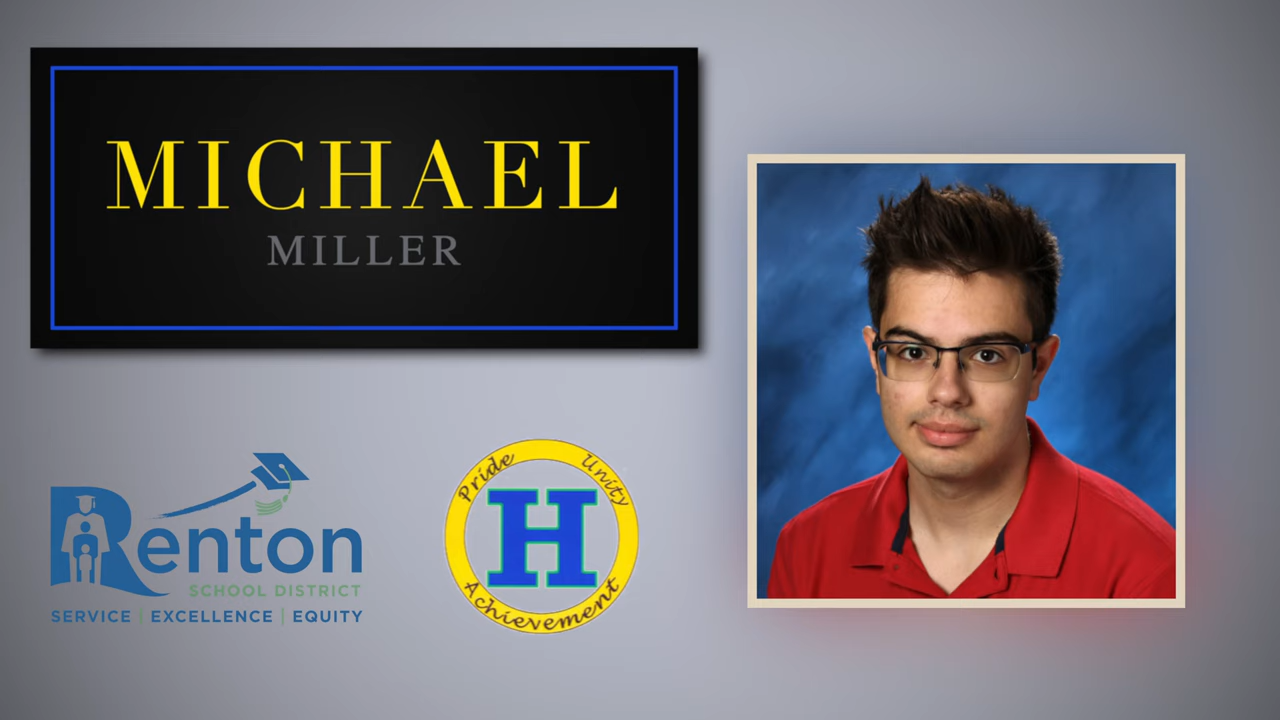 MICHAEL
MILLER
Renton
SCHOOL DISTRICT
SERVICE | EXCELLENCE | EQUITY
Pride
Unity
H
Achievement